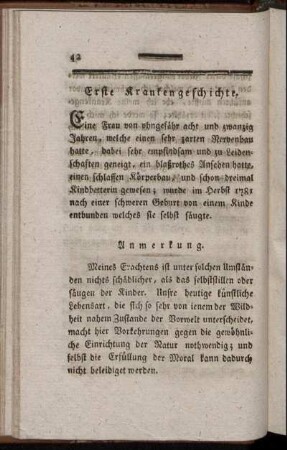 42
Erste Krankengeschichte.
Eine Frau von ohngefähr acht und zwanzig
Jahren, welche einen sehr zarten Nervenbau
hatte, dabei sehr empfindsam und zu Leiden-
schaften geneigt, ein blaßrothes Ansehen hatte,
einen schlaffen Körperbau, und schon dreimal
Kindbetterin gewesen; wurde im Herbst 1781
nach einer schweren Geburt von einem Kinde
entbunden welches sie selbst säugte.
Anmerkung.
Meines Erachtens ist unter solchen Umstän-
den nichts schädlicher, als das selbststillen oder
säugen der Kinder. Unsre heutige künstliche
Lebensart, die sich so sehr von jenem der Wild-
heit nahem Zustande der Vorwelt unterscheidet,
macht hier Vorkehrungen gegen die gewöhnli-
che Einrichtung der Natur nothwendig; und
selbst die Erfüllung der Moral kann dadurch
nicht beleidiget werden.